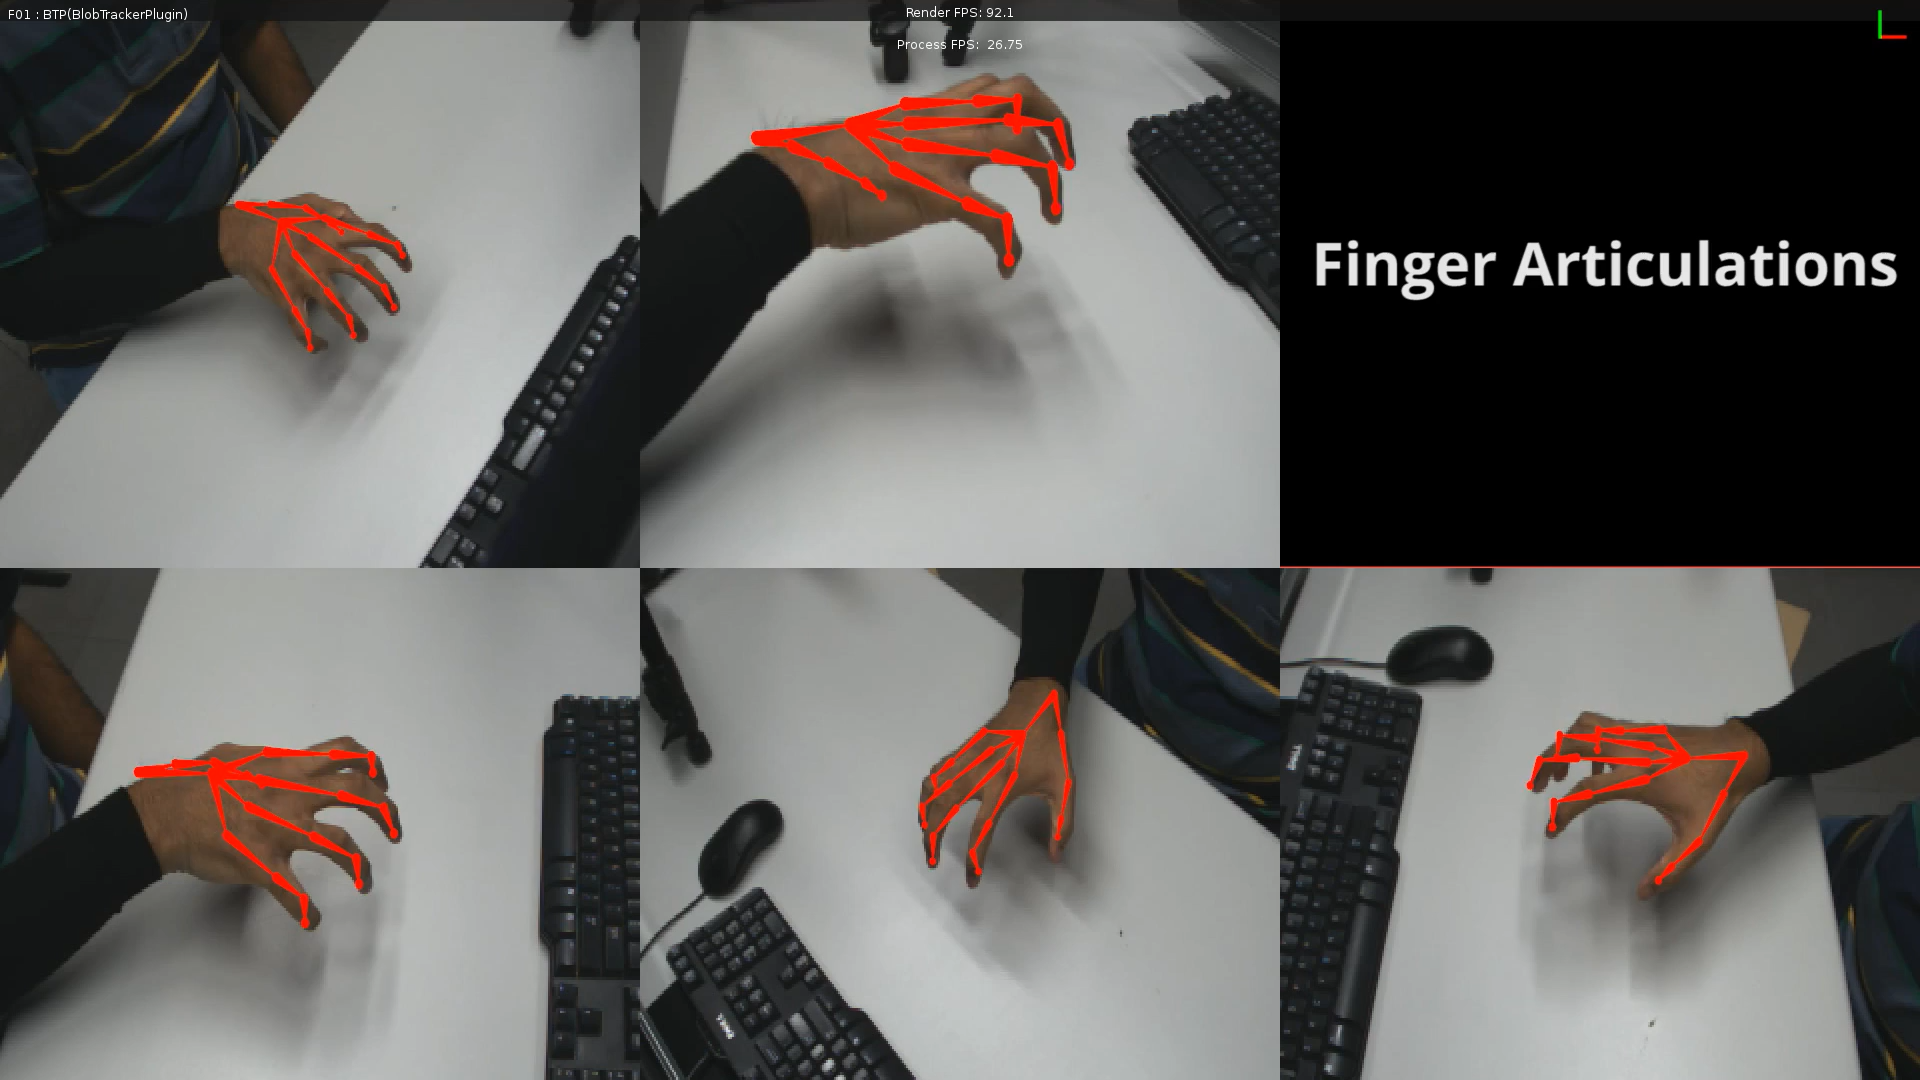 F01 : BTP(BlobTrackerPlugin)
Render FPS: 92.1
Process FPS: 26.75
Finger Articulations